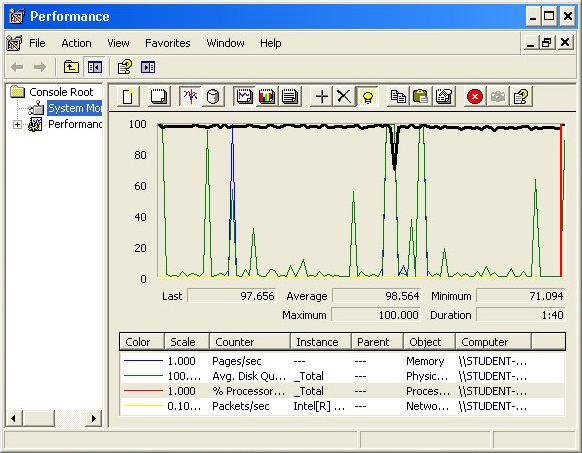 Performance
File Action View Favorites Window Help
Console Root
System Mo
Performanc
100
80
60
40
20
0
Last 97.656 Average 98.564 Minimum 71.094
Maximum 100.000 Duration 1:40
Color Scale Counter Instance Parent Object Computer
1.000 Pages/sec --- --- Memory \\STUDENT-...
100.... Avg. Disk Qu... _Total --- Physic... \\STUDENT-...
1.000 % Processor... _Total --- Proces... \\STUDENT-...
0.10... Packets/sec Intel[R] ... --- Netwo... \\STUDENT-...